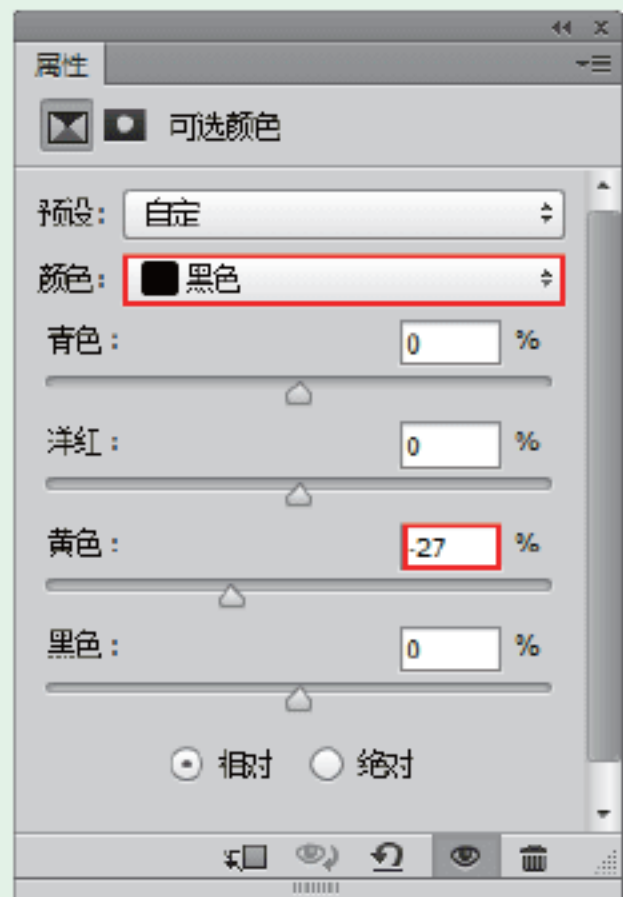 属性
可选颜色
预设: 自定
颜色: 黑色
青色: 0 %
洋红: 0 %
黄色: -27 %
黑色: 0 %
相对 绝对